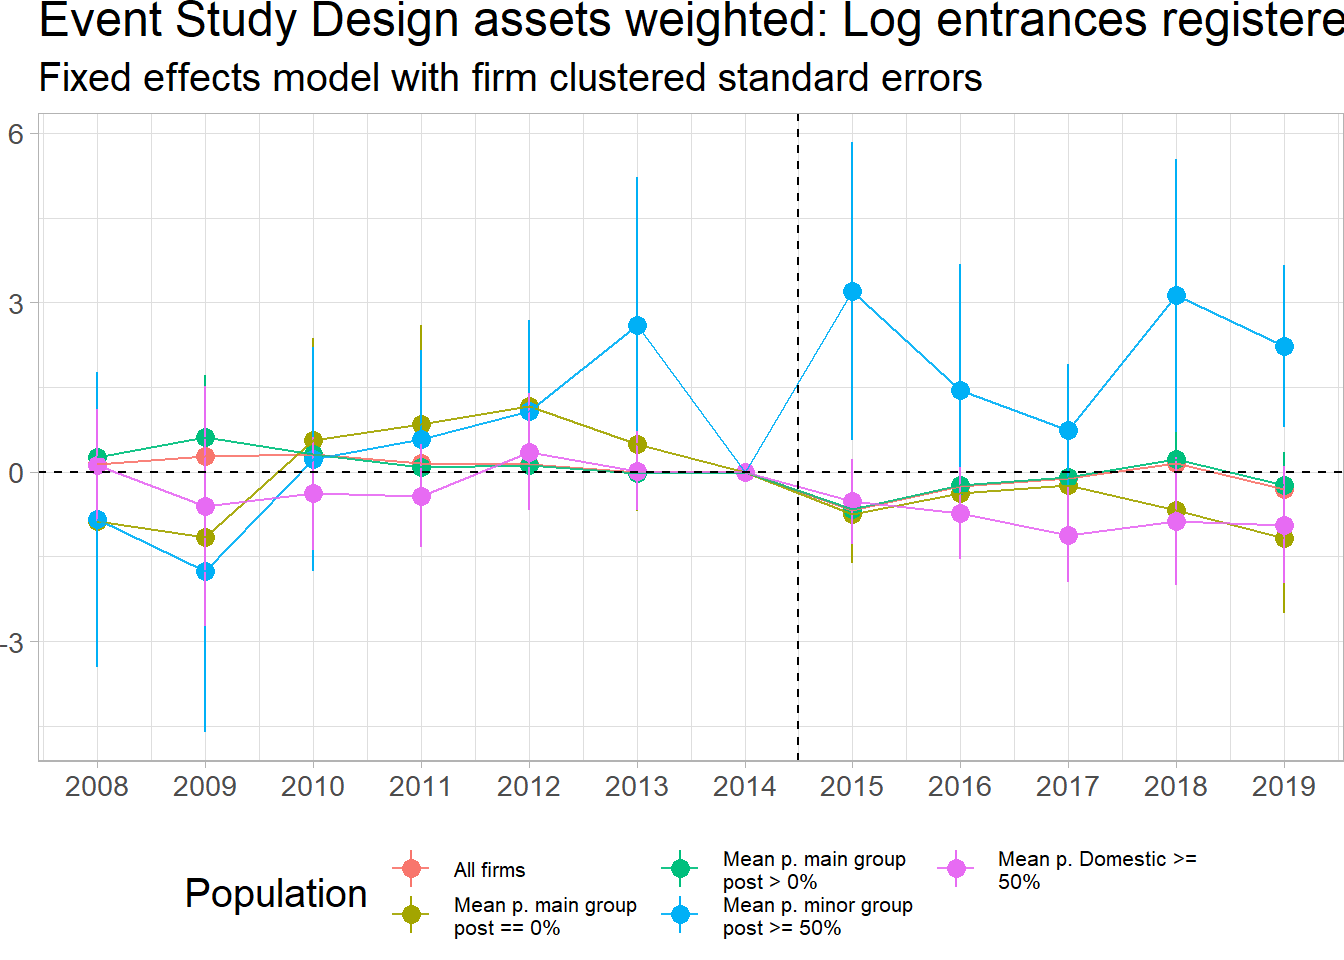 Event Study Design assets weighted: Log entrances registere
Fixed effects model with firm clustered standard errors
6
3
0
-3
2008 2009 2010 2011 2012 2013 2014 2015 2016 2017 2018 2019
Population
All firms
Mean p. main group
post == 0%
Mean p. main group
post > 0%
Mean p. minor group
post >= 50%
Mean p. Domestic >=
50%